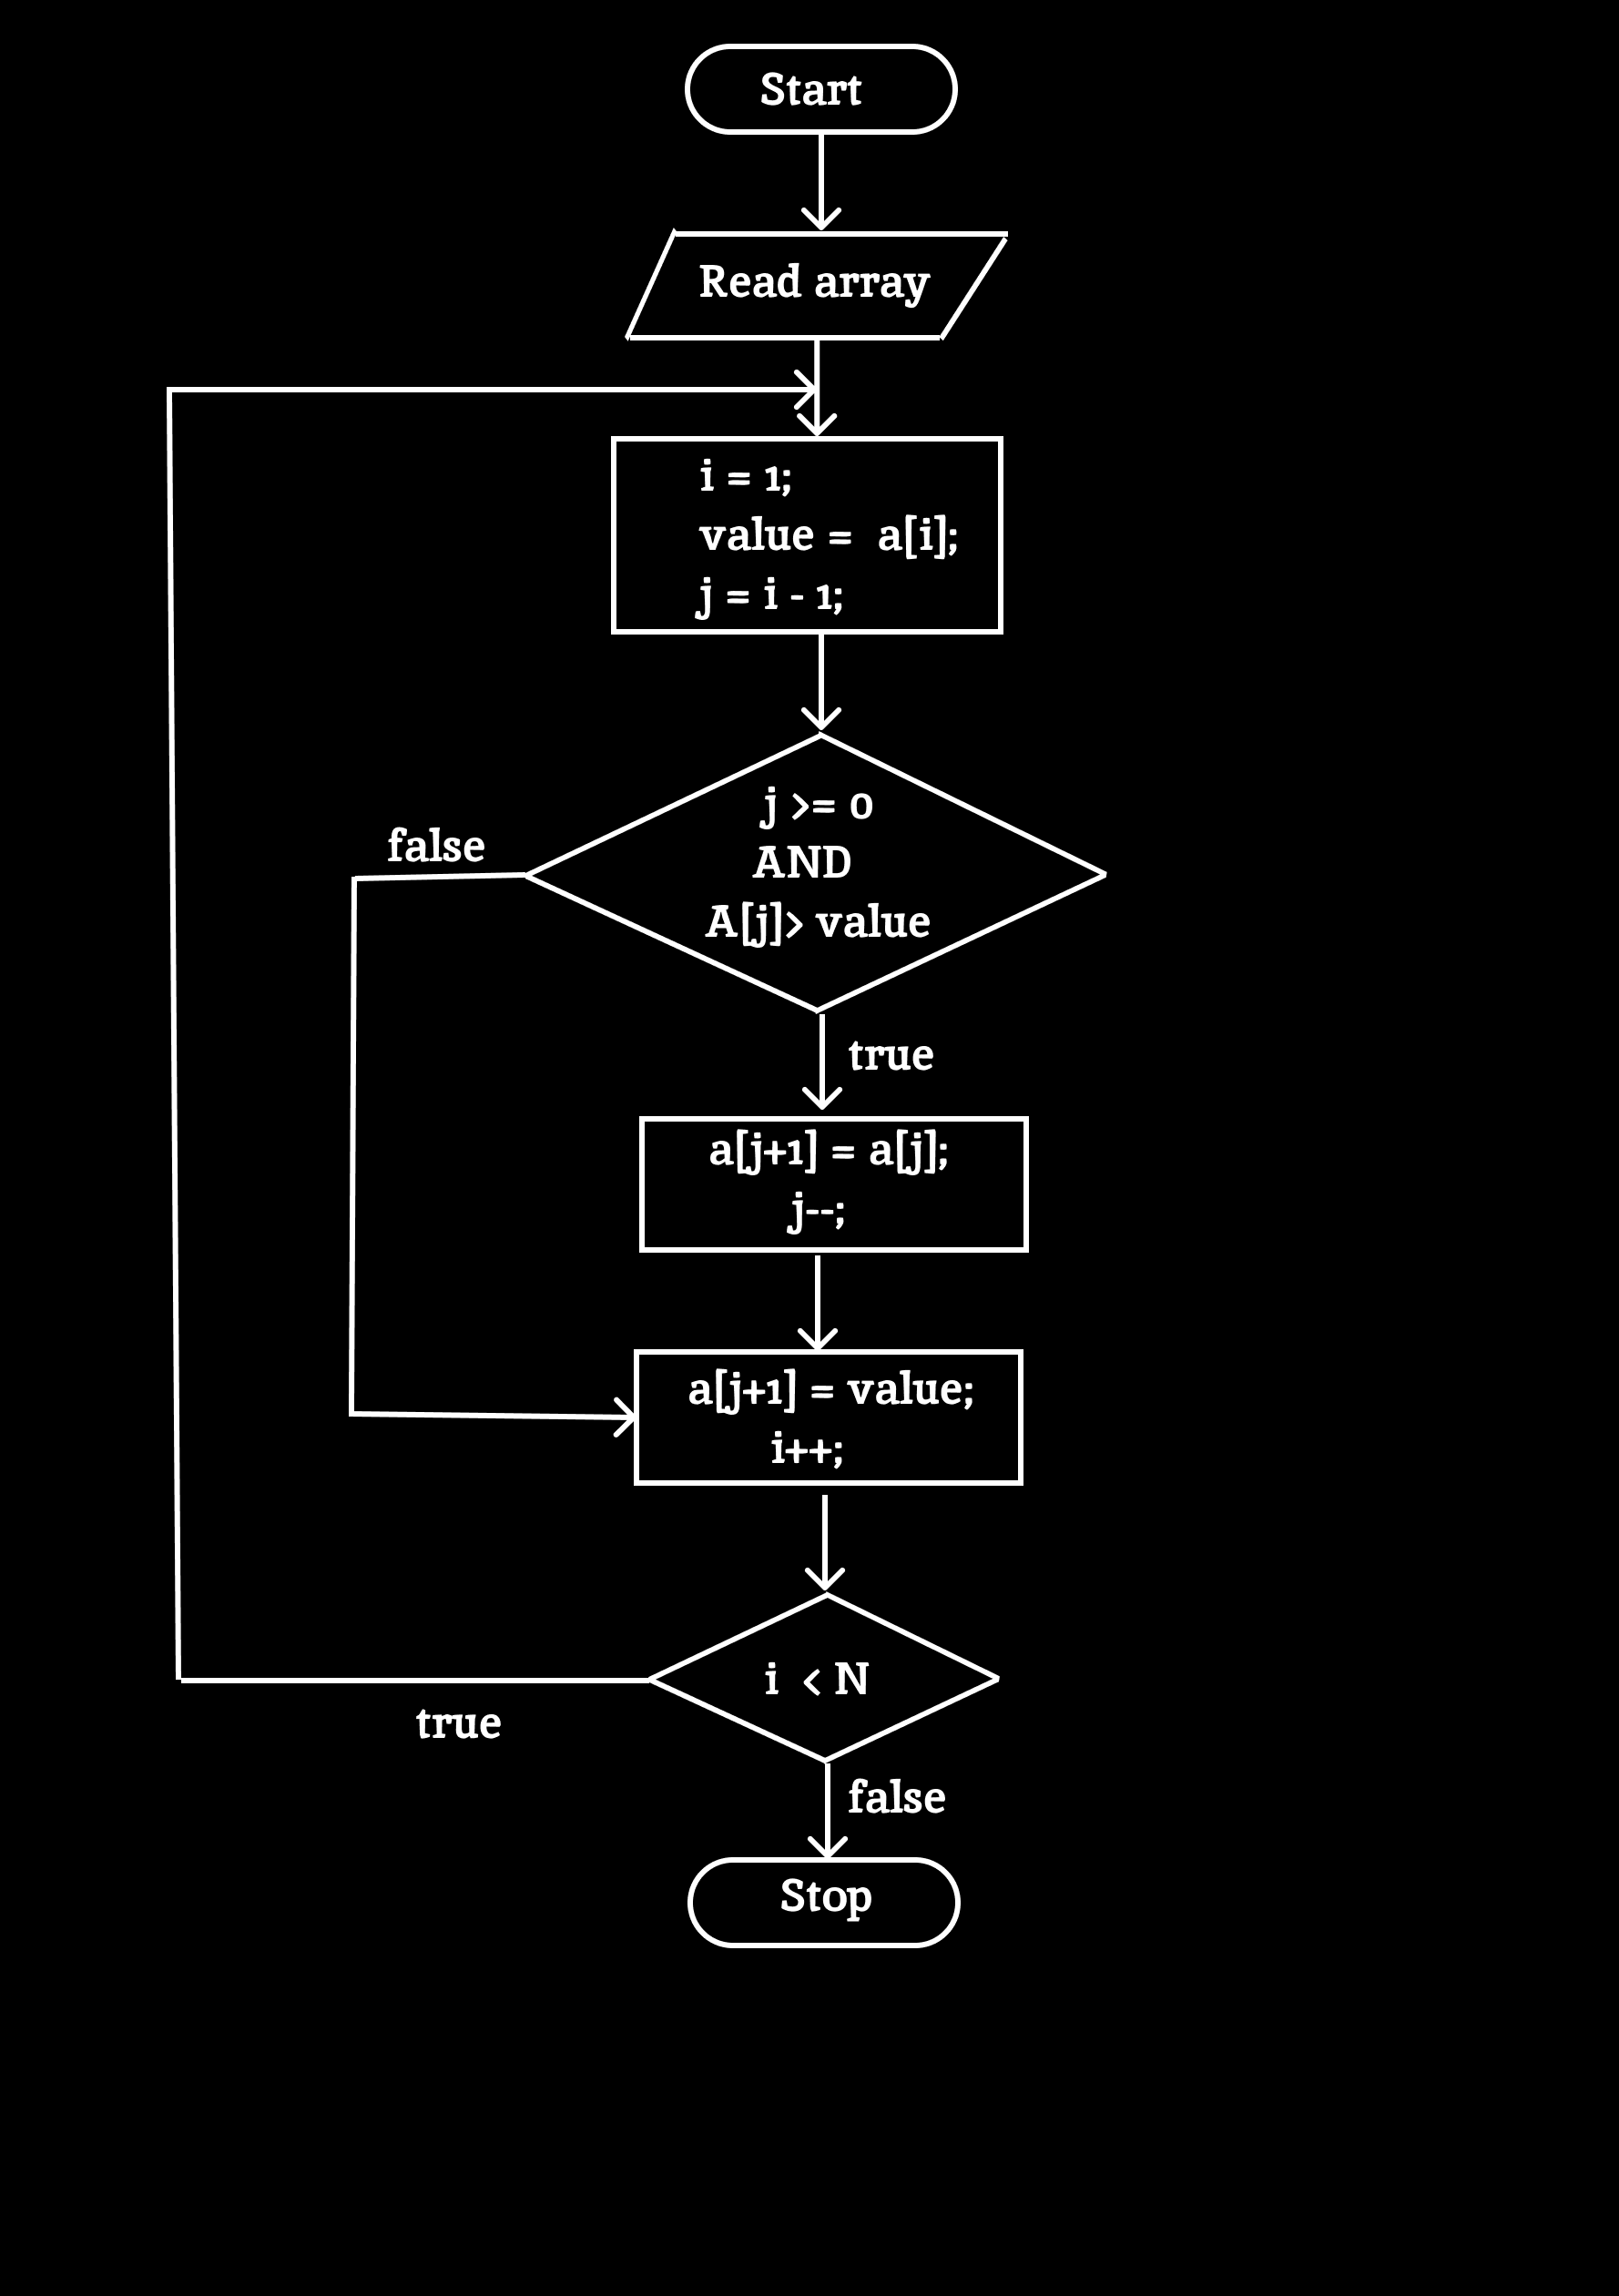 Start
Read array
i = 1;
value = a[i];
j = i - 1;
j >= 0
AND
A[j]> value
false
true
a[j+1] = a[j];
j--;
a[j+1] = value;
i++;
i < N
true
false
Stop